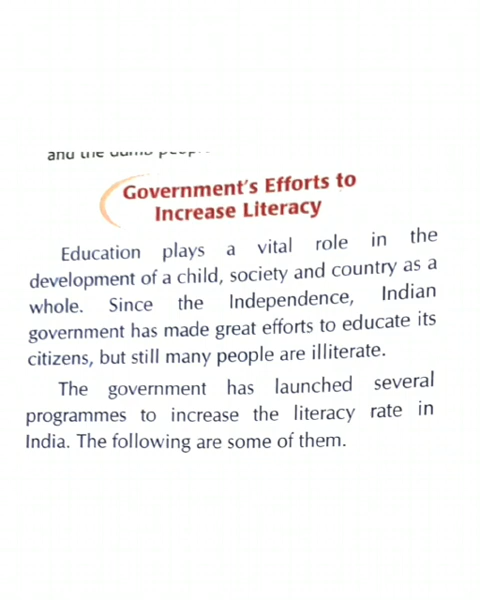 and the dumb
Government's Efforts to
Increase Literacy
Education plays a vital role in the
development of a child, society and country as a
whole. Since the Independence, Indian
government has made great efforts to educate its
citizens, but still many people are illiterate.
The government has launched several
programmes to increase the literacy rate in
India. The following are some of them.